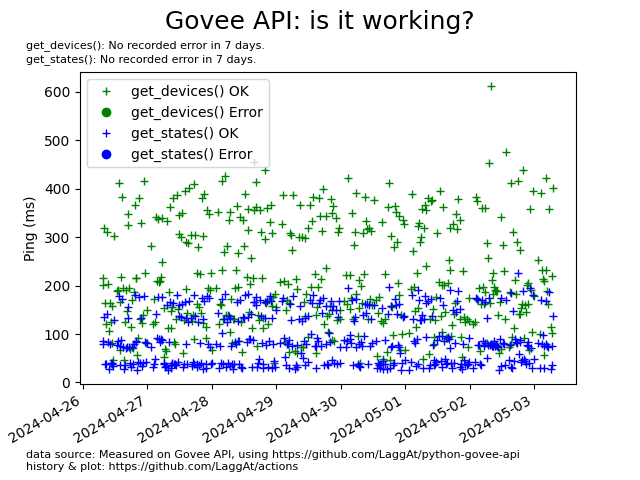 Govee API: is it working?
get_devices(): No recorded error in 7 days.
get_states(): No recorded error in 7 days.
get_devices() OK
get_devices() Error
get_states() OK
get_states() Error
Ping (ms)
600
500
400
300
200
100
0
2024-04-26
2024-04-27
2024-04-28
2024-04-29
2024-04-30
2024-05-01
2024-05-02
2024-05-03
data source: Measured on Govee API, using https://github.com/LaggAt/python-govee-api
history & plot: https://github.com/LaggAt/actions